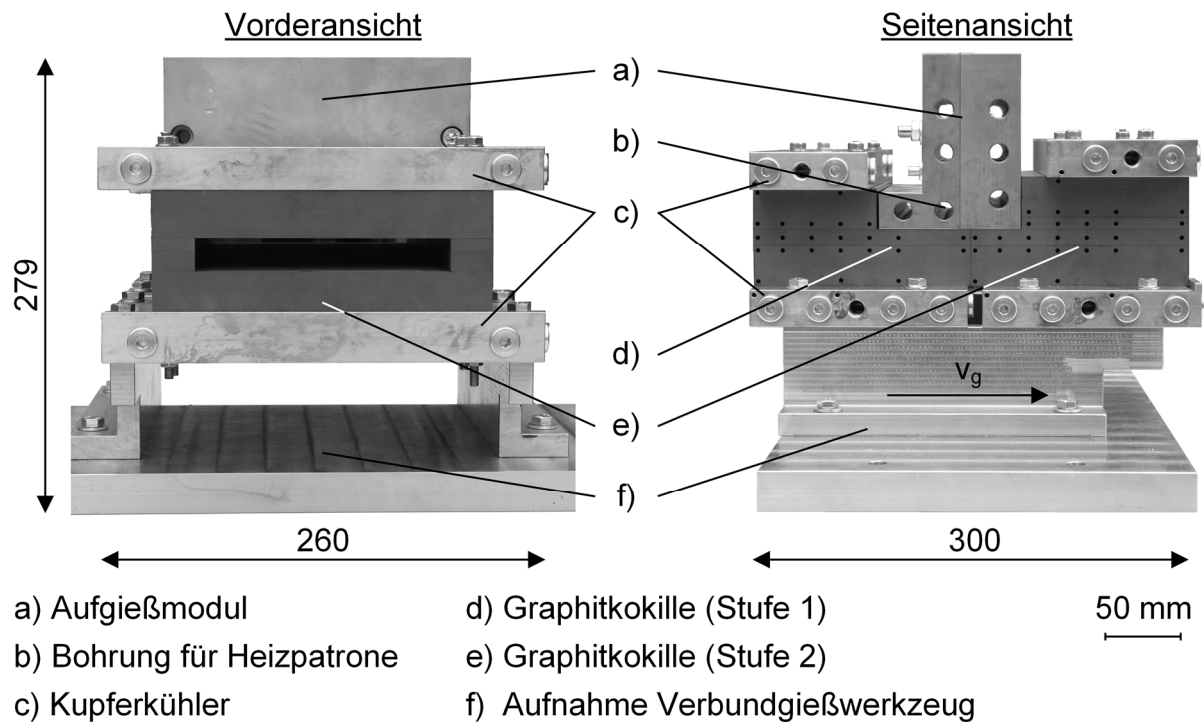 Vorderansicht
Seitenansicht
a)
b)
c)
d)
e)
f)
279
v_g
260
300
a) Aufgießmodul
d) Graphitkokille (Stufe 1)
50 mm
b) Bohrung für Heizpatrone
e) Graphitkokille (Stufe 2)
c) Kupferkühler
f) Aufnahme Verbundgießwerkzeug